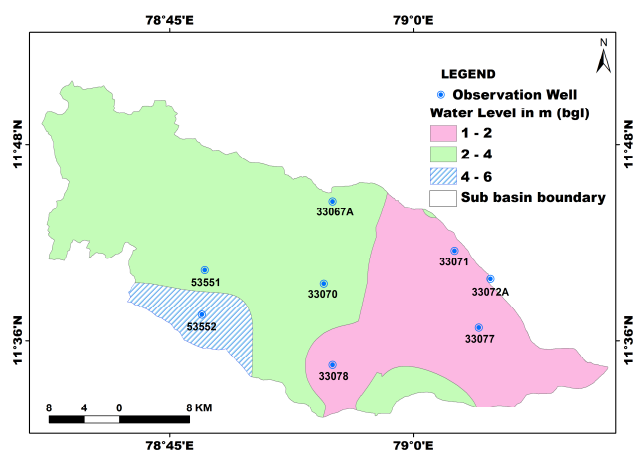 78°45'E 79°0'E
N
LEGEND
Observation Well
Water Level in m (bgl)
1 - 2
2 - 4
4 - 6
Sub basin boundary
11°48'N 11°48'N
33067A
33071
53551
33070
33072A
53552
33077
11°36'N 11°36'N
33078
8 4 0 8 KM
78°45'E 79°0'E